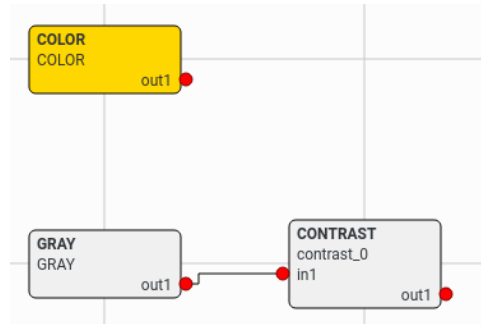 COLOR
COLOR
out1
GRAY
GRAY
out1
CONTRAST
contrast_0
in1
out1